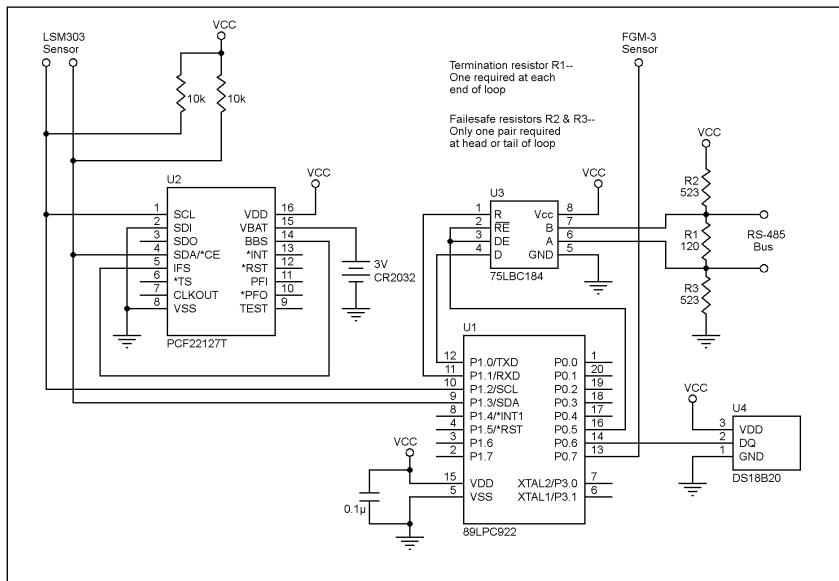 LSM303
Sensor
VCC
10k
10k
FGM-3
Sensor
Termination resistor R1--
One required at each
end of loop
Failesafe resistors R2 & R3--
Only one pair required
at head or tail of loop
U2
1 SCL
2 SDI
3 SDO
4 SDA/*CE
5 IFS
6 *TS
7 CLKOUT
8 VSS
VDD 16
VBAT 15
BBS 14
*INT 13
*RST 12
PFI 11
*PFO 10
TEST 9
PCF22127T
VCC
3V
CR2032
U3
1 R
2 RE
3 DE
4 D
Vcc 8
B 7
A 6
GND 5
75LBC184
VCC
VCC
R2
523
R1
120
R3
523
RS-485
Bus
U1
12 P1.0/TXD
11 P1.1/RXD
10 P1.2/SCL
9 P1.3/SDA
8 P1.4/*INT1
4 P1.5/*RST
3 P1.6
2 P1.7
15 VDD
5 VSS
P0.0 1
P0.1 20
P0.2 19
P0.3 18
P0.4 17
P0.5 16
P0.6 14
P0.7 13
XTAL2/P3.0 7
XTAL1/P3.1 6
89LPC922
VCC
0.1µ
VCC
U4
3 VDD
2 DQ
1 GND
DS18B20